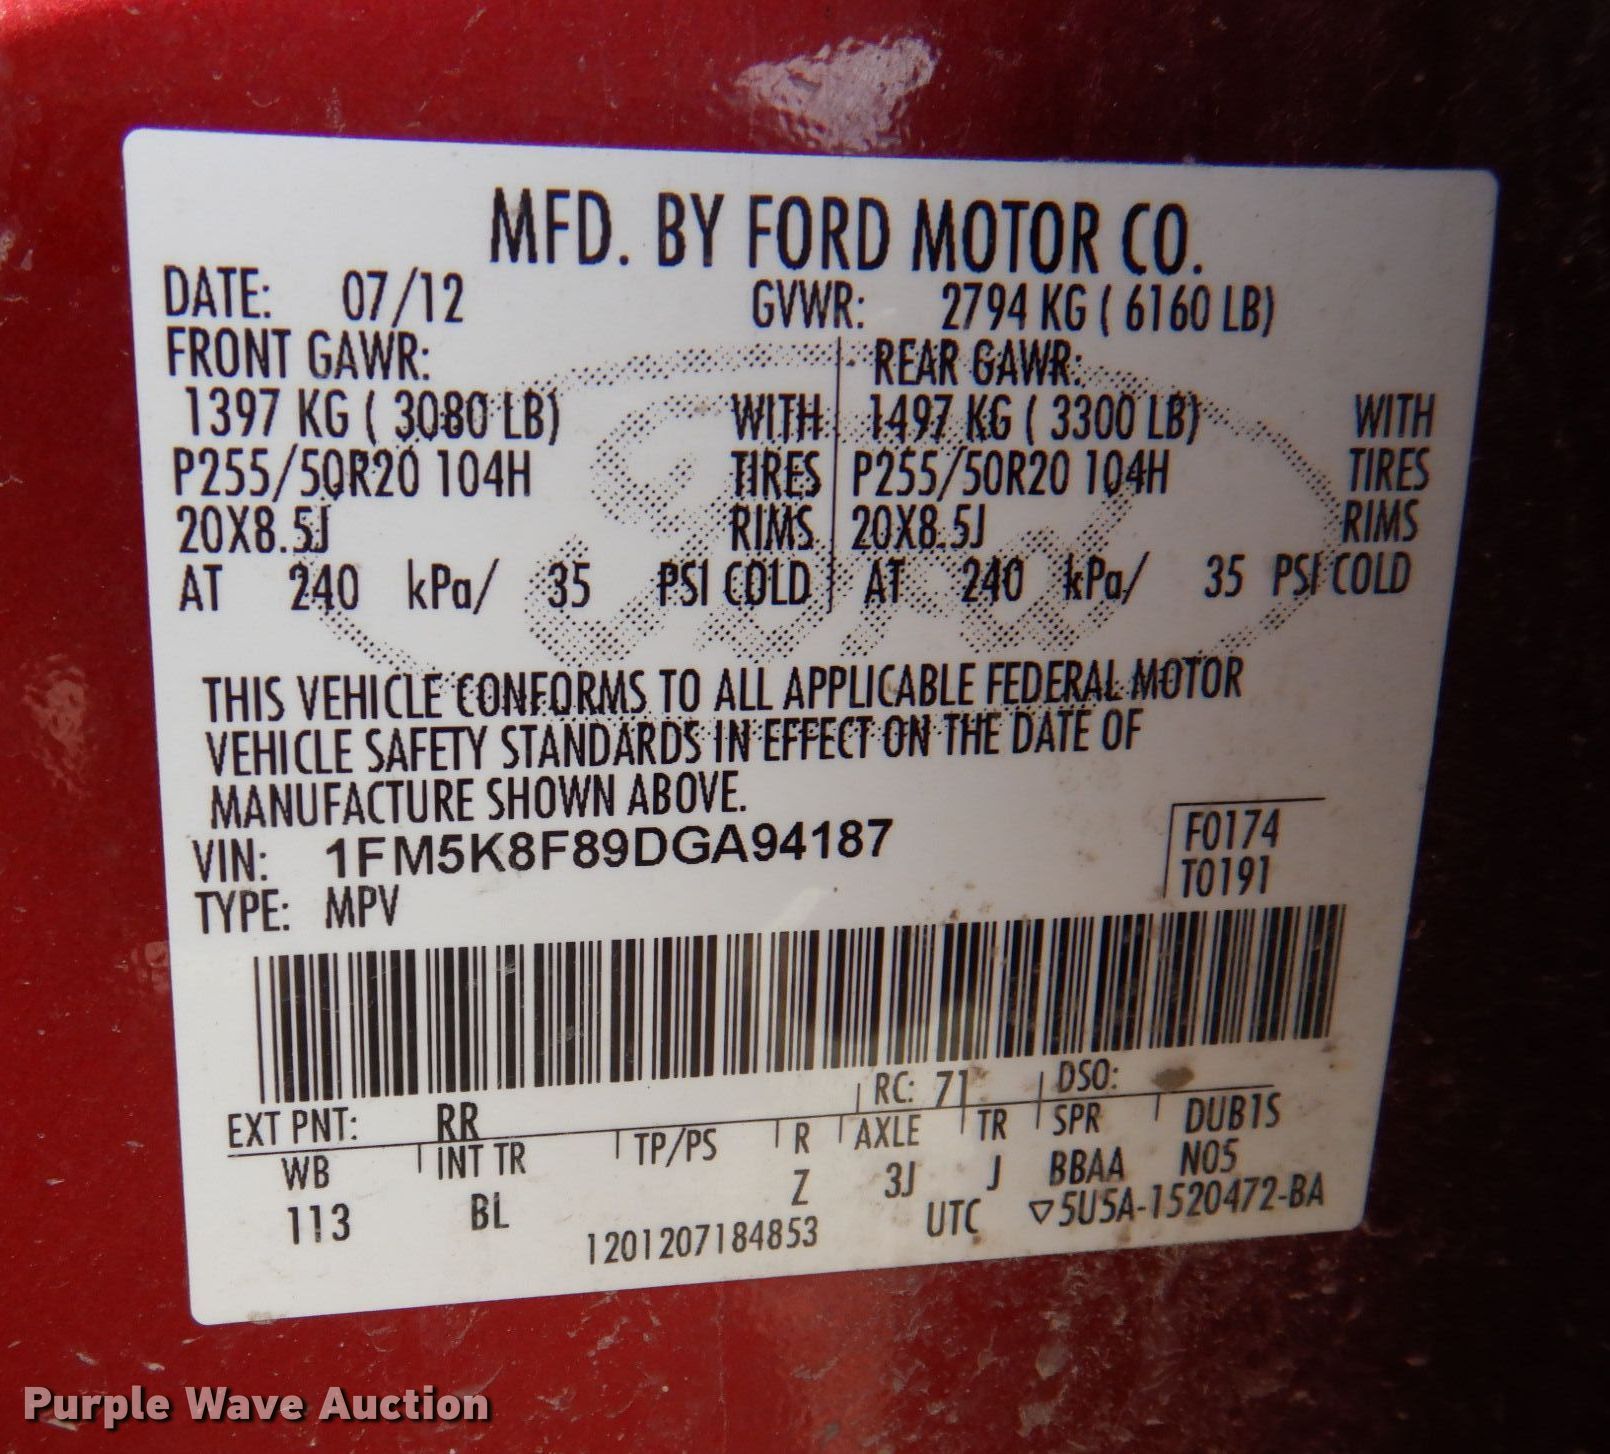 MFD. BY FORD MOTOR CO.
DATE: 07/12 GVWR: 2794 KG ( 6160 LB)
FRONT GAWR: REAR GAWR:
1397 KG ( 3080 LB) WITH 1497 KG ( 3300 LB) WITH
P255/50R20 104H TIRES P255/50R20 104H TIRES
20X8.5J RIMS 20X8.5J RIMS
AT 240 kPa/ 35 PSI COLD AT 240 kPa/ 35 PSI COLD
THIS VEHICLE CONFORMS TO ALL APPLICABLE FEDERAL MOTOR
VEHICLE SAFETY STANDARDS IN EFFECT ON THE DATE OF
MANUFACTURE SHOWN ABOVE.
VIN: 1FM5K8F89DGA94187 F0174
TYPE: MPV T0191
EXT PNT: RR RC: 71 DSO:
WB INT TR TP/PS R AXLE TR SPR DUB1S
113 BL Z 3J J BBAA N05
1201207184853 UTC ▽5U5A-1520472-BA
Purple Wave Auction